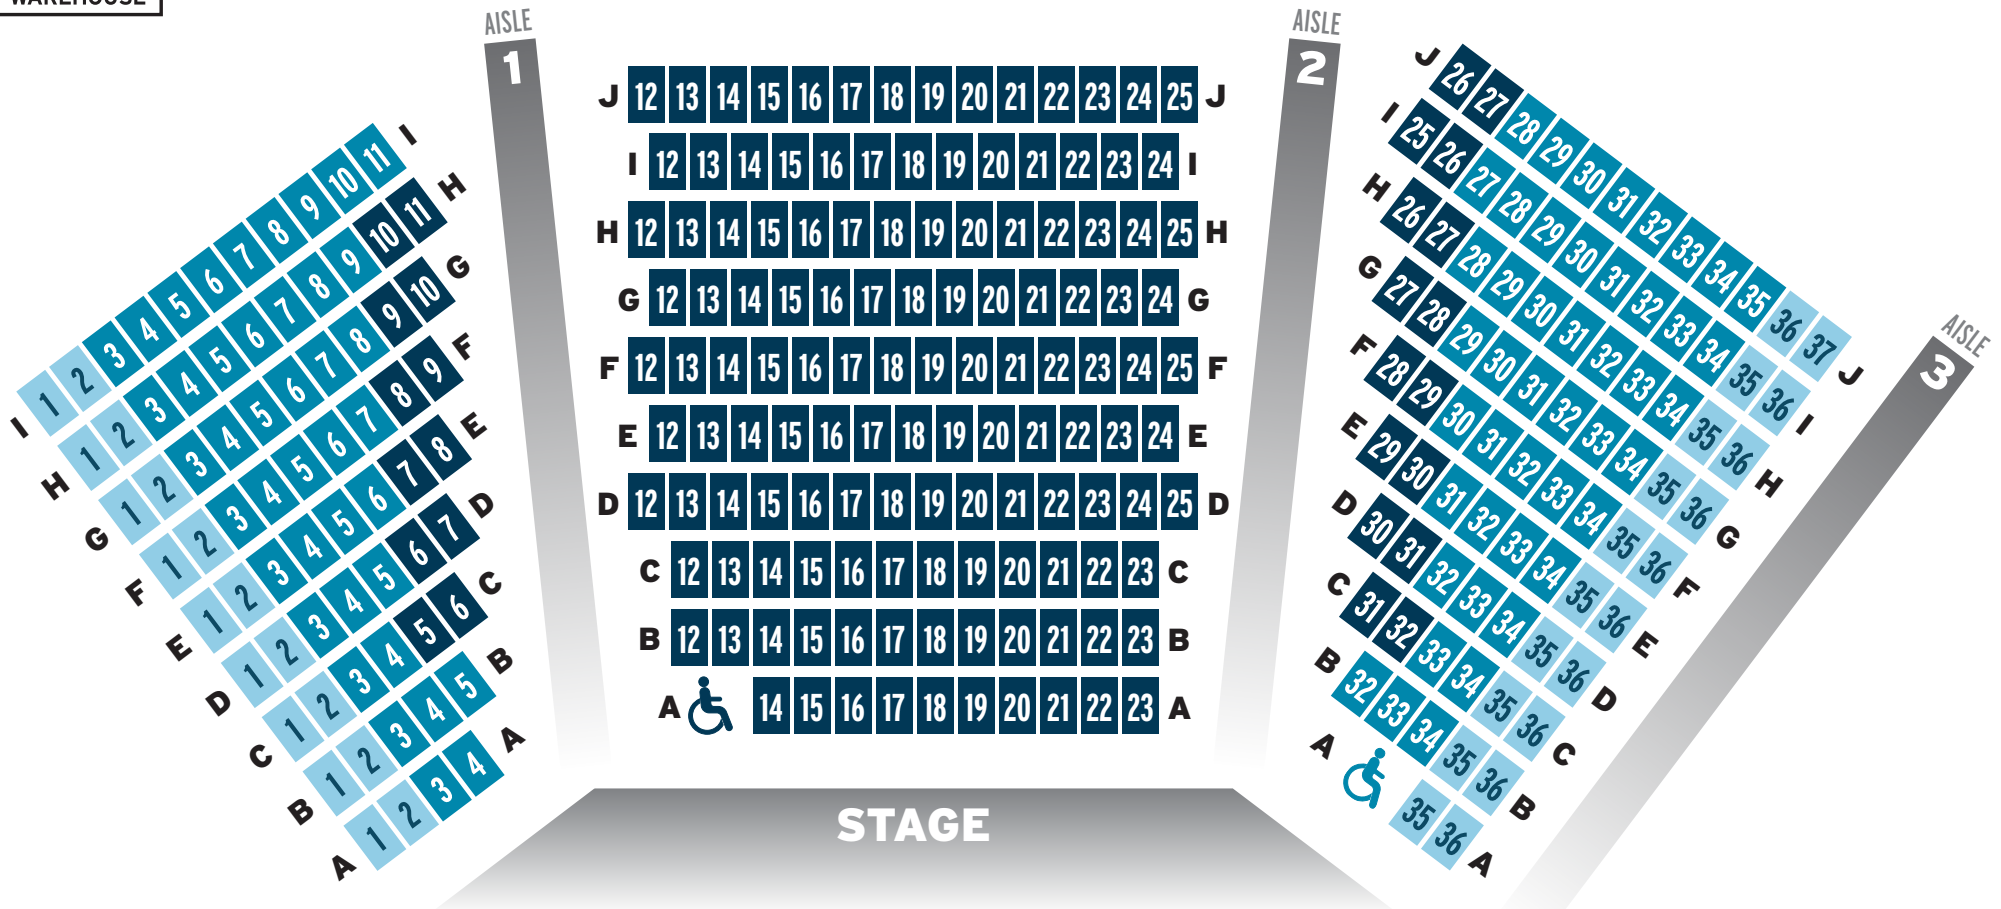 WAREHOUSE
AISLE
1
AISLE
2
AISLE
3
I 1 2 3 4 5 6 7 8 9 10 11 I
H 1 2 3 4 5 6 7 8 9 10 11 H
G 1 2 3 4 5 6 7 8 9 10 G
F 1 2 3 4 5 6 7 8 9 F
E 1 2 3 4 5 6 7 8 E
D 1 2 3 4 5 6 7 D
C 1 2 3 4 5 6 C
B 1 2 3 4 5 B
A 1 2 3 4 A
J 12 13 14 15 16 17 18 19 20 21 22 23 24 25 J
I 12 13 14 15 16 17 18 19 20 21 22 23 24 I
H 12 13 14 15 16 17 18 19 20 21 22 23 24 25 H
G 12 13 14 15 16 17 18 19 20 21 22 23 24 G
F 12 13 14 15 16 17 18 19 20 21 22 23 24 25 F
E 12 13 14 15 16 17 18 19 20 21 22 23 24 E
D 12 13 14 15 16 17 18 19 20 21 22 23 24 25 D
C 12 13 14 15 16 17 18 19 20 21 22 23 C
B 12 13 14 15 16 17 18 19 20 21 22 23 B
A 14 15 16 17 18 19 20 21 22 23 A
J 26 27 28 29 30 31 32 33 34 35 36 37 J
I 25 26 27 28 29 30 31 32 33 34 35 36 I
H 26 27 28 29 30 31 32 33 34 35 36 H
G 27 28 29 30 31 32 33 34 35 36 G
F 28 29 30 31 32 33 34 35 36 F
E 29 30 31 32 33 34 35 36 E
D 30 31 32 33 34 35 36 D
C 31 32 33 34 35 36 C
B 32 33 34 35 36 B
A 35 36 A
STAGE